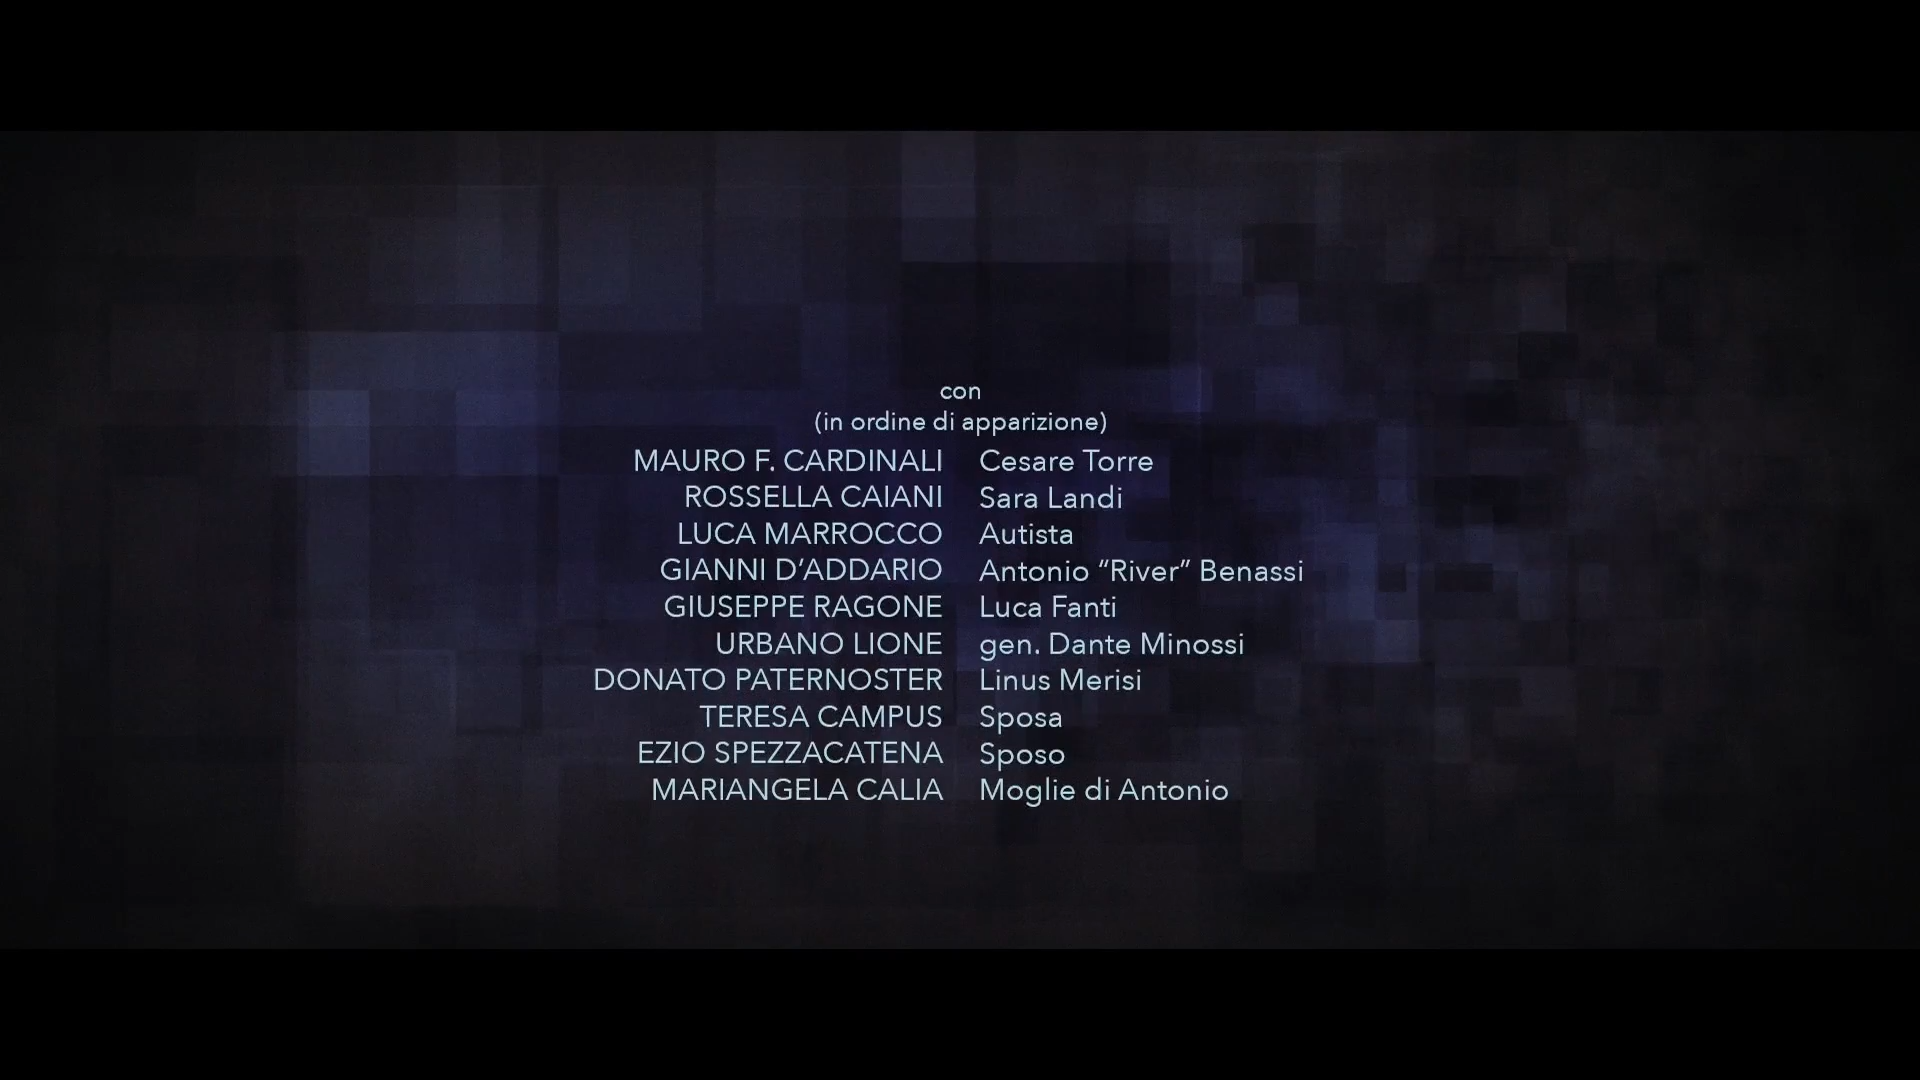 con
(in ordine di apparizione)
MAURO F. CARDINALI Cesare Torre
ROSSELLA CAIANI Sara Landi
LUCA MARROCCO Autista
GIANNI D’ADDARIO Antonio “River” Benassi
GIUSEPPE RAGONE Luca Fanti
URBANO LIONE gen. Dante Minossi
DONATO PATERNOSTER Linus Merisi
TERESA CAMPUS Sposa
EZIO SPEZZACATENA Sposo
MARIANGELA CALIA Moglie di Antonio